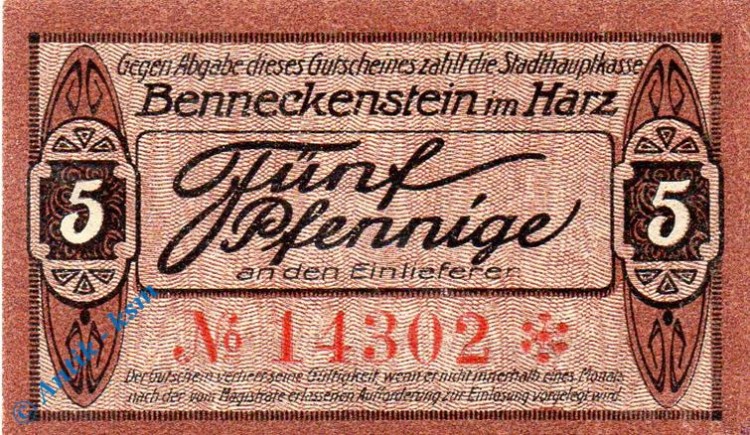 Gegen Abgabe dieses Gutscheines zahlt die Stadthauptkasse
Benneckenstein im Harz
5
Fünf
Pfennige
5
an den Einlieferer
№ 14302
Der Gutschein verliert seine Gültigkeit, wenn er nicht innerhalb eines Monats
nach der vom Magistrate erlassenen Aufforderung zur Einlösung vorgelegt wird.
© Antik - ksm